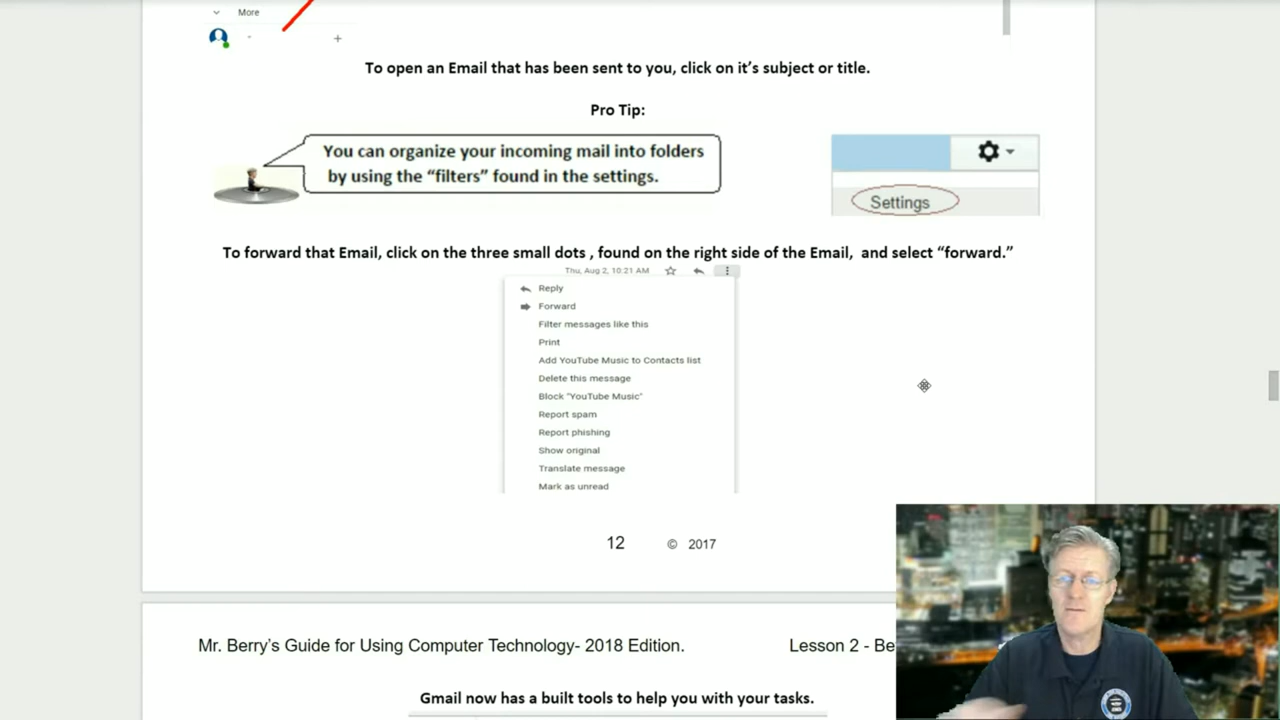 More
To open an Email that has been sent to you, click on it's subject or title.
Pro Tip:
You can organize your incoming mail into folders
by using the “filters” found in the settings.
Settings
To forward that Email, click on the three small dots , found on the right side of the Email,  and select “forward.”
Thu, Aug 2, 10:21 AM
Reply
Forward
Filter messages like this
Print
Add YouTube Music to Contacts list
Delete this message
Block "YouTube Music"
Report spam
Report phishing
Show original
Translate message
Mark as unread
12 © 2017
Mr. Berry's Guide for Using Computer Technology- 2018 Edition. Lesson 2 - Be
Gmail now has a built tools to help you with your tasks.